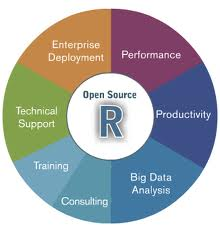 Enterprise
Deployment
Performance
Technical
Support
Open Source
R
Productivity
Training
Consulting
Big Data
Analysis